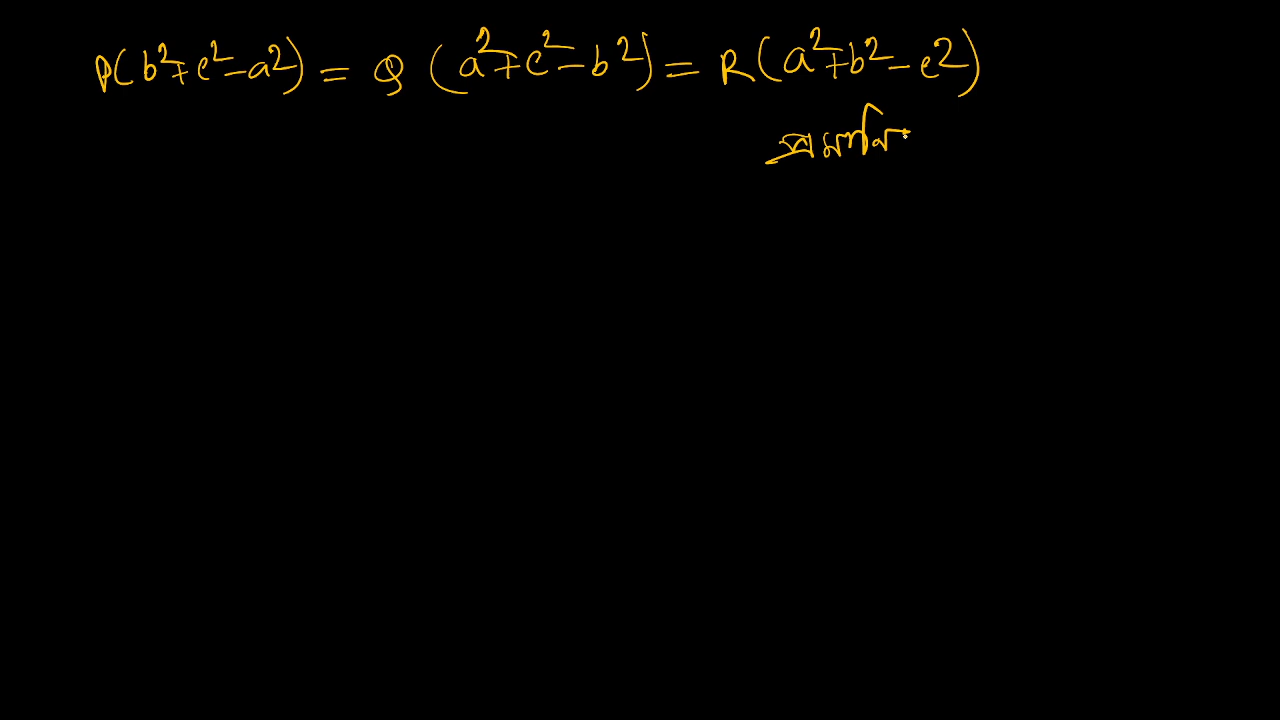 P(b²+c²-a²) = Q (a²+c²-b²) = R(a²+b²-c²)
প্রমাণি